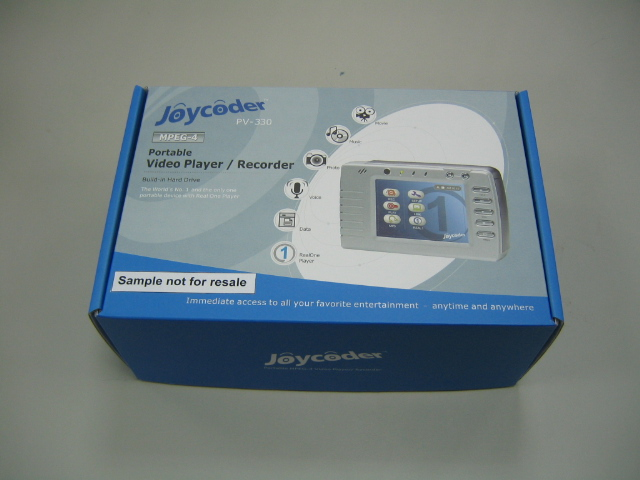 Joycoder
PV-330
MPEG-4
Portable
Video Player / Recorder
Build-in Hard Drive
The World's No. 1 and the only one
portable device with Real One Player
Movie
Music
Photo
Voice
Data
1 RealOne
Player
1
Joycoder
Sample not for resale
Immediate access to all your favorite entertainment - anytime and anywhere
Joycoder